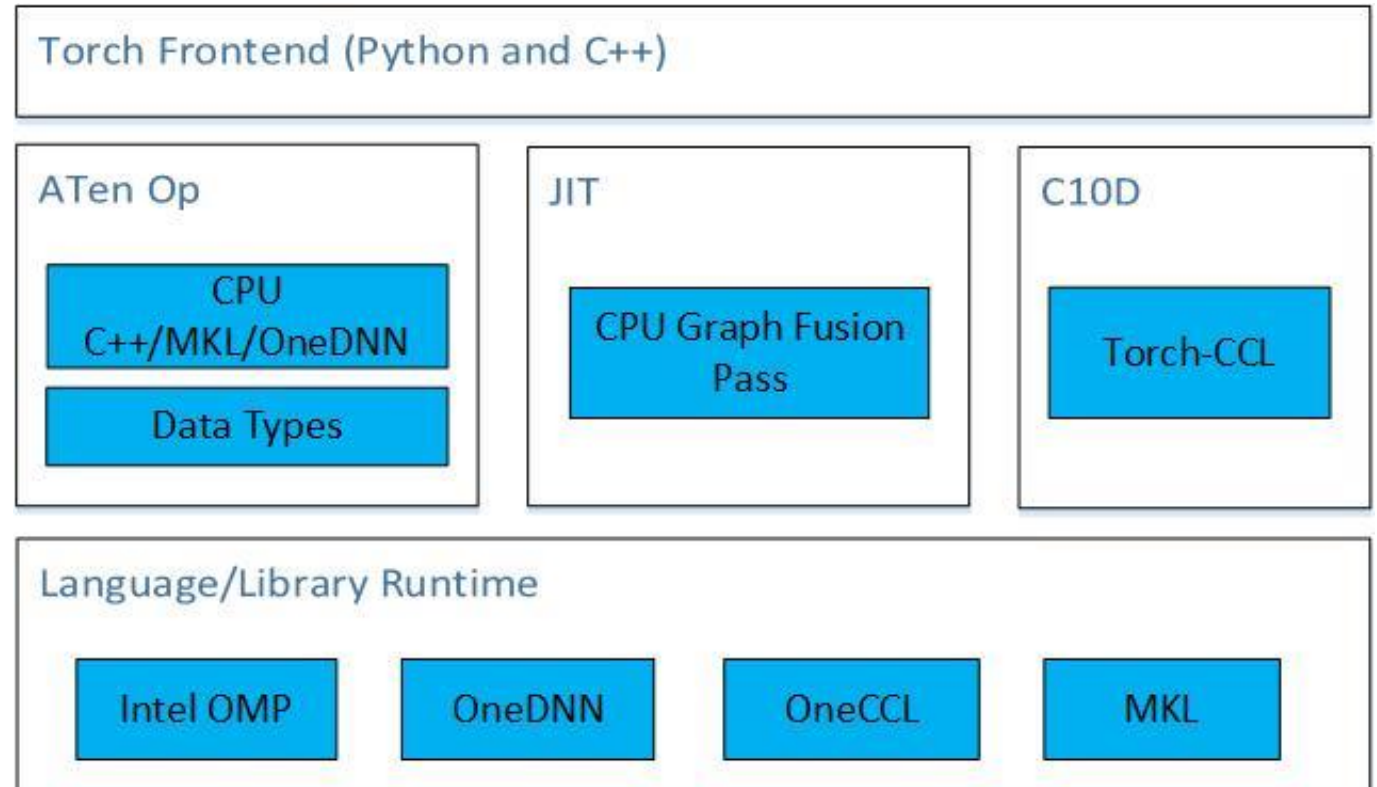 Torch Frontend (Python and C++)
ATen Op
CPU
C++/MKL/OneDNN
Data Types
JIT
CPU Graph Fusion
Pass
C10D
Torch-CCL
Language/Library Runtime
Intel OMP
OneDNN
OneCCL
MKL